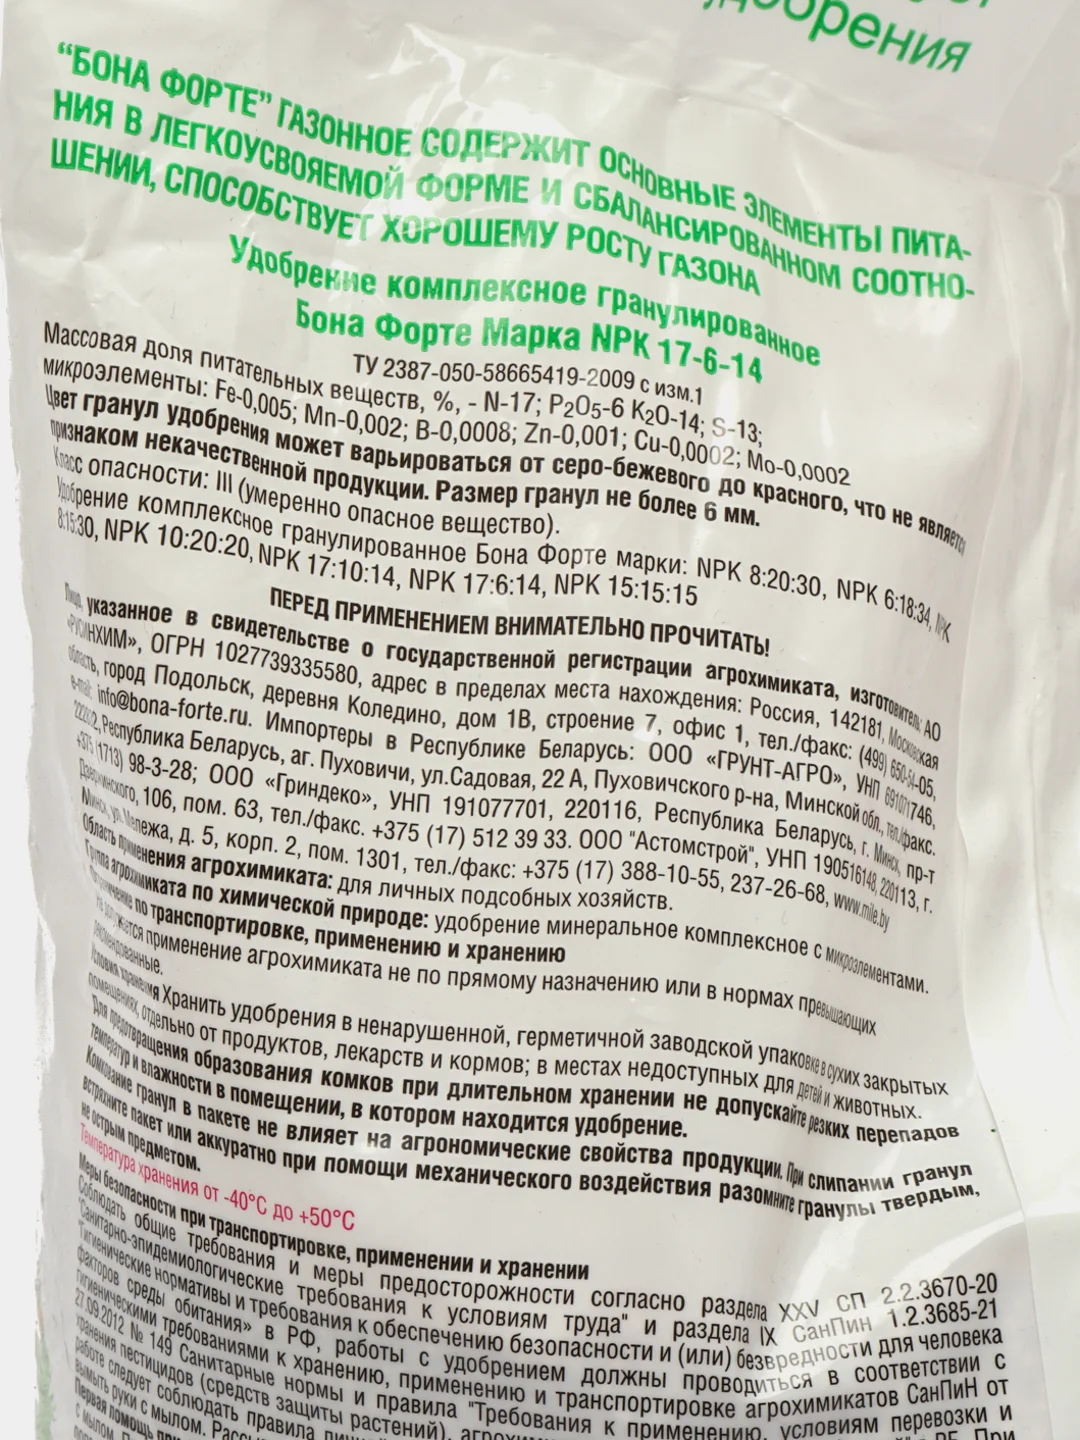 удобрения
“БОНА ФОРТЕ” ГАЗОННОЕ СОДЕРЖИТ ОСНОВНЫЕ ЭЛЕМЕНТЫ ПИТА-
НИЯ В ЛЕГКОУСВОЯЕМОЙ ФОРМЕ И СБАЛАНСИРОВАННОМ СООТНО-
ШЕНИИ, СПОСОБСТВУЕТ ХОРОШЕМУ РОСТУ ГАЗОНА
Удобрение комплексное гранулированное
Бона Форте Марка NPK 17-6-14
ТУ 2387-050-58665419-2009 с изм.1
Массовая доля питательных веществ, %, - N-17; P₂O₅-6 K₂O-14; S-13;
микроэлементы: Fe-0,005; Mn-0,002; B-0,0008; Zn-0,001; Cu-0,0002; Mo-0,0002
Цвет гранул удобрения может варьироваться от серо-бежевого до красного, что не является
признаком некачественной продукции. Размер гранул не более 6 мм.
Класс опасности: III (умеренно опасное вещество).
Удобрение комплексное гранулированное Бона Форте марки: NPK 8:20:30, NPK 6:18:34, NPK
8:15:30, NPK 10:20:20, NPK 17:10:14, NPK 17:6:14, NPK 15:15:15
ПЕРЕД ПРИМЕНЕНИЕМ ВНИМАТЕЛЬНО ПРОЧИТАТЬ!
Лицо, указанное в свидетельстве о государственной регистрации агрохимиката, изготовитель: АО
«РУСИНХИМ», ОГРН 1027739335580, адрес в пределах места нахождения: Россия, 142181, Московская
область, город Подольск, деревня Коледино, дом 1В, строение 7, офис 1, тел./факс: (499) 650-54-05,
e-mail: info@bona-forte.ru. Импортеры в Республике Беларусь: ООО «ГРУНТ-АГРО», УНП 691071746,
Республика Беларусь, аг. Пуховичи, ул.Садовая, 22 А, Пуховичского р-на, Минской обл., тел./факс.
+375 (1713) 98-3-28; ООО «Гриндеко», УНП 191077701, 220116, Республика Беларусь, г. Минск, пр-т
Дзержинского, 106, пом. 63, тел./факс. +375 (17) 512 39 33. ООО "Астомстрой", УНП 190516148, 220113, г.
Минск, ул. Мележа, д. 5, корп. 2, пом. 1301, тел./факс: +375 (17) 388-10-55, 237-26-68, www.mile.by
Область применения агрохимиката: для личных подсобных хозяйств.
Группа агрохимиката по химической природе: удобрение минеральное комплексное с микроэлементами.
Ограничение по транспортировке, применению и хранению
Не допускается применение агрохимиката не по прямому назначению или в нормах превышающих
рекомендованные.
Условия хранения Хранить удобрения в ненарушенной, герметичной заводской упаковке в сухих закрытых
помещениях, отдельно от продуктов, лекарств и кормов; в местах недоступных для детей и животных.
Для предотвращения образования комков при длительном хранении не допускайте резких перепадов
температур и влажности в помещении, в котором находится удобрение.
Комкование гранул в пакете не влияет на агрономические свойства продукции. При слипании гранул
встряхните пакет или аккуратно при помощи механического воздействия разомните гранулы твердым,
не острым предметом.
Температура хранения от -40°C до +50°C
Меры безопасности при транспортировке, применении и хранении
Соблюдать общие требования и меры предосторожности согласно раздела XXV СП 2.2.3670-20
"Санитарно-эпидемиологические требования к условиям труда" и раздела IX СанПин 1.2.3685-21
"Гигиенические нормативы и требования к обеспечению безопасности и (или) безвредности для человека
факторов среды обитания» в РФ, работы с удобрением должны проводиться в соответствии с
гигиеническими требованиями к хранению, применению и транспортировке агрохимикатов СанПиН от
27.09.2012 № 149 Санитарные нормы и правила "Требования к применению, условиям перевозки и
хранения пестицидов (средств защиты растений), РБ. При
работе следует соблюдать правила
вымыть руки с мылом.
Первая помощь при
с мылом.